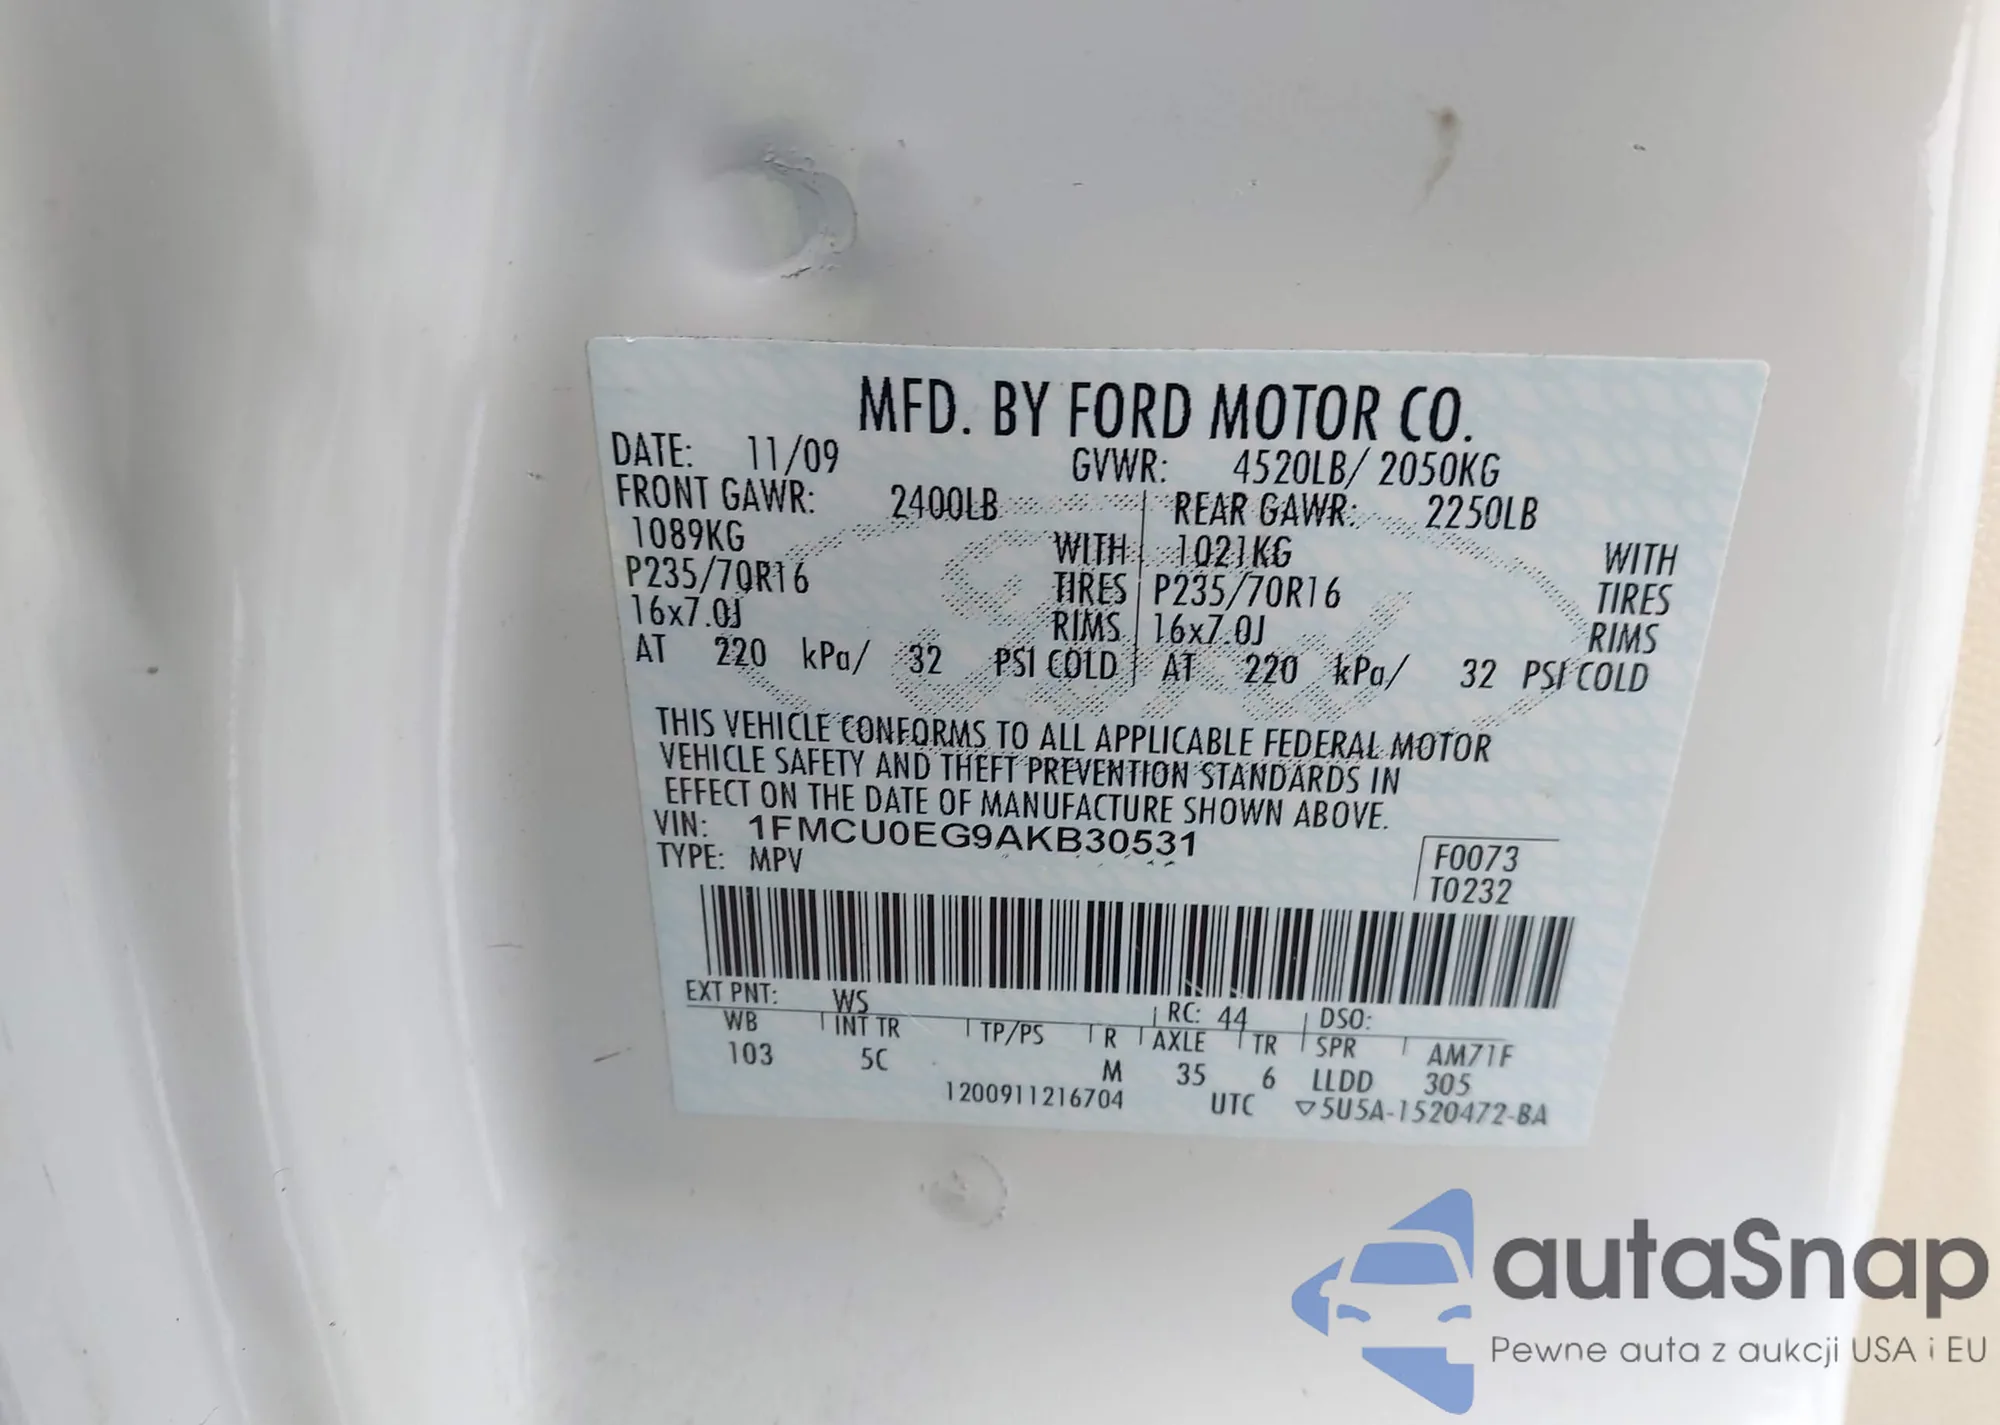 MFD. BY FORD MOTOR CO.
DATE: 11/09 GVWR: 4520LB/ 2050KG
FRONT GAWR: 2400LB REAR GAWR: 2250LB
1089KG WITH 1021KG WITH
P235/70R16 TIRES P235/70R16 TIRES
16x7.0J RIMS 16x7.0J RIMS
AT 220 kPa/ 32 PSI COLD AT 220 kPa/ 32 PSI COLD
THIS VEHICLE CONFORMS TO ALL APPLICABLE FEDERAL MOTOR
VEHICLE SAFETY AND THEFT PREVENTION STANDARDS IN
EFFECT ON THE DATE OF MANUFACTURE SHOWN ABOVE.
VIN: 1FMCU0EG9AKB30531
TYPE: MPV
F0073
T0232
EXT PNT: WS RC: 44 DSO:
WB INT TR TP/PS R AXLE TR SPR AM71F
103 5C M 35 6 LLDD 305
1200911216704 UTC ▽5U5A-1520472-BA
autaSnap
Pewne auta z aukcji USA i EU